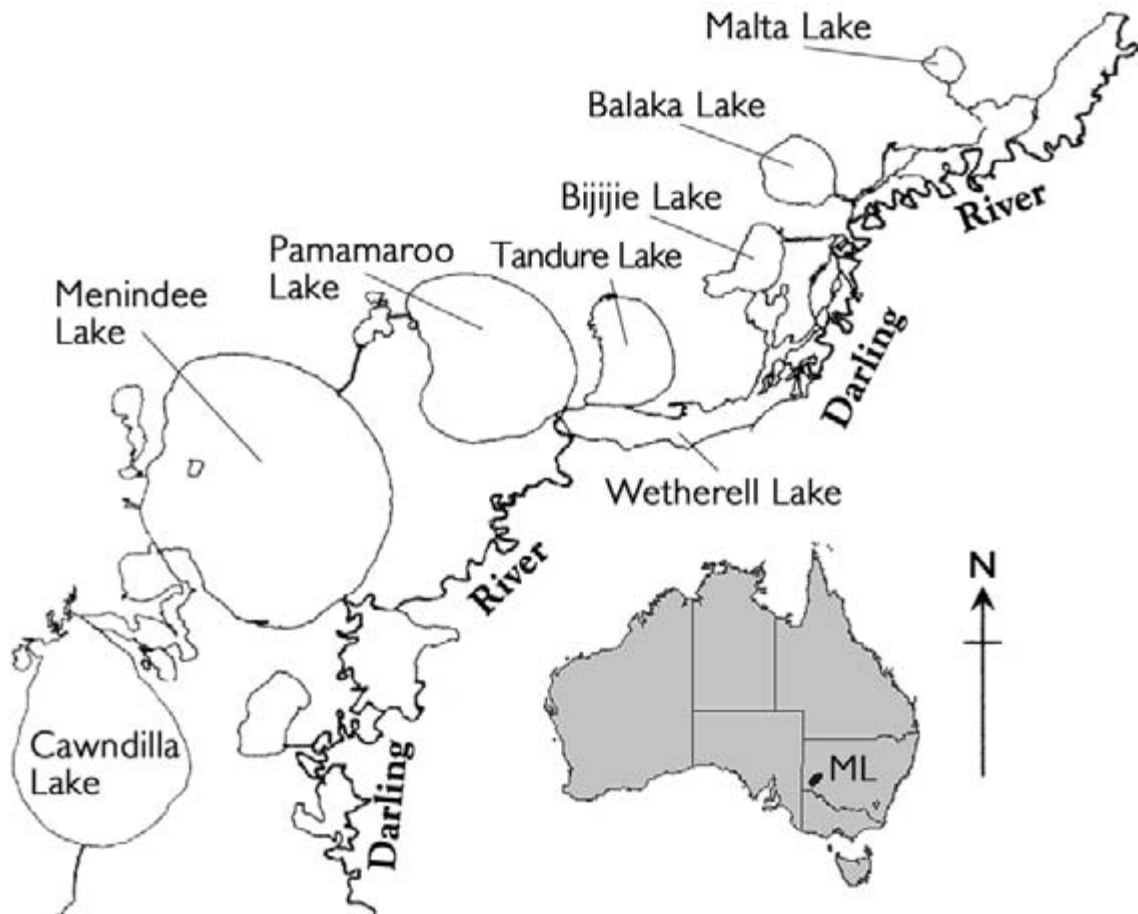 Malta Lake
Balaka Lake
River
Bijijie Lake
Pamamaroo
Lake
Tandure Lake
Menindee
Lake
Darling
Wetherell Lake
River
N
Cawndilla
Lake
Darling
ML